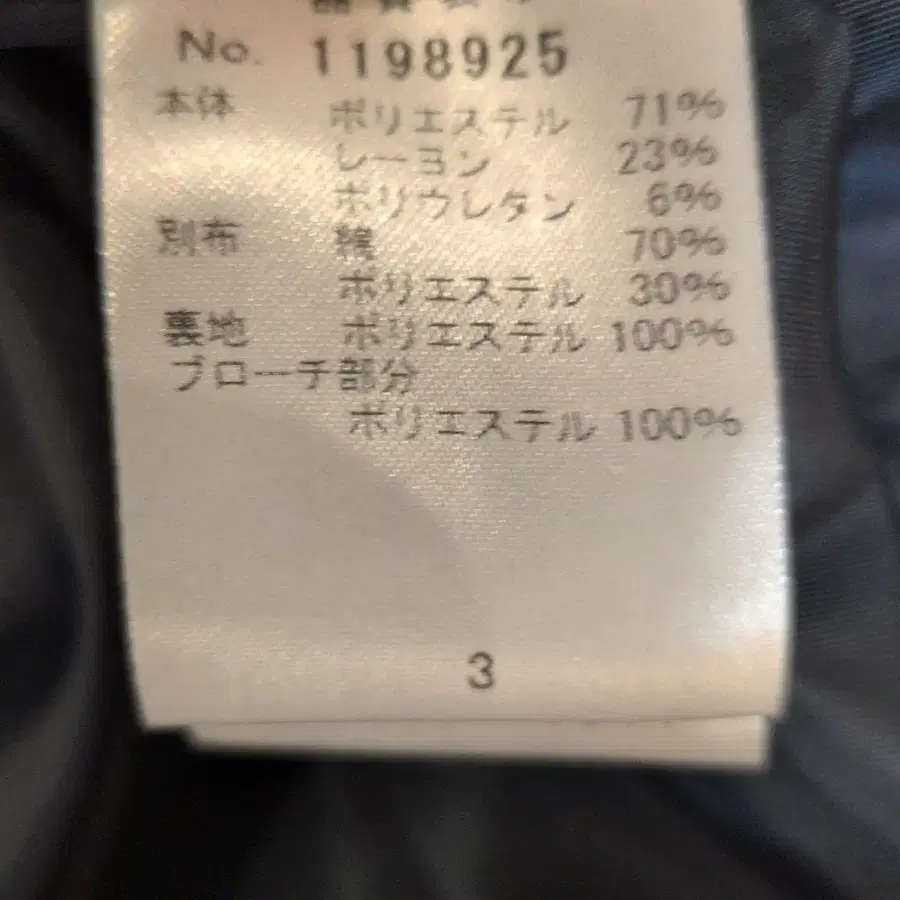 No. 1198925
本体 ポリエステル 71%
レーヨン 23%
ポリウレタン 6%
別布 綿 70%
ポリエステル 30%
裏地 ポリエステル 100%
ブローチ部分
ポリエステル 100%
3